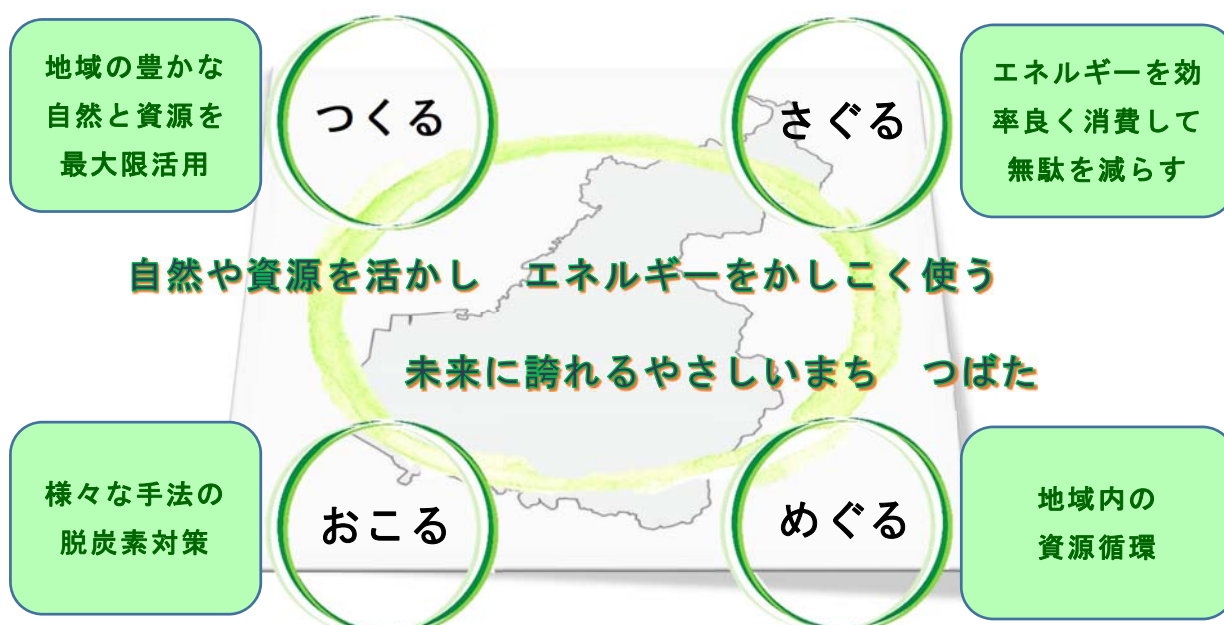 地域の豊かな
自然と資源を
最大限活用
つくる
さぐる
エネルギーを効
率良く消費して
無駄を減らす
自然や資源を活かし　エネルギーをかしこく使う
未来に誇れるやさしいまち　つばた
様々な手法の
脱炭素対策
おこる
めぐる
地域内の
資源循環